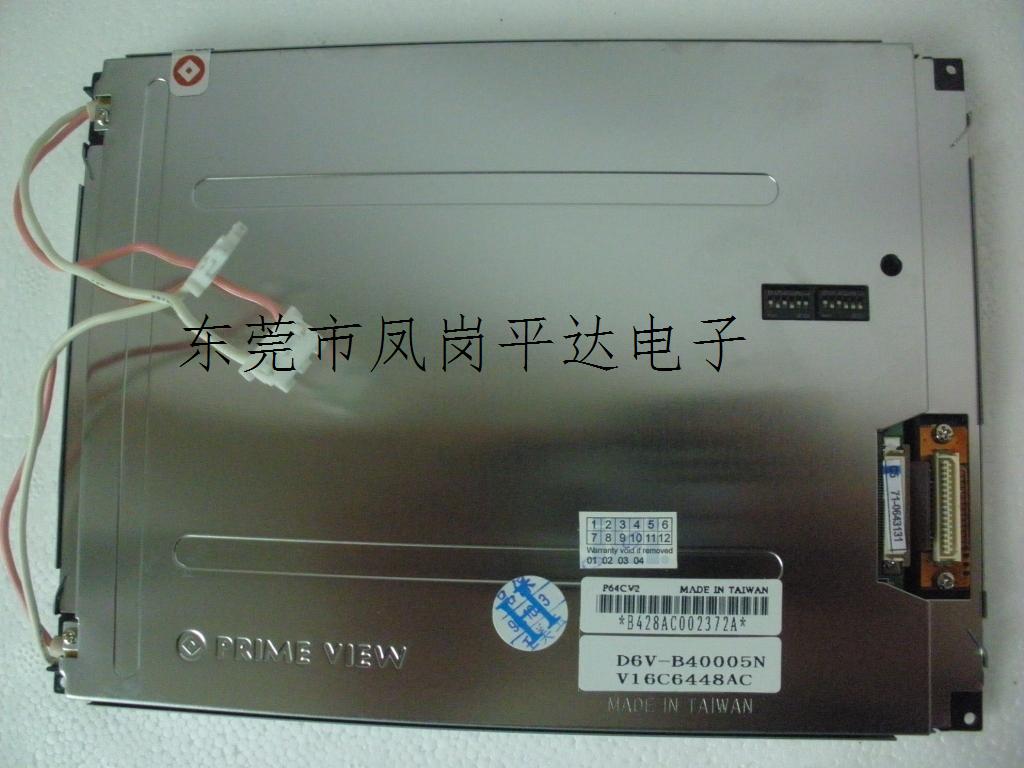 东莞市凤岗平达电子
71-0643131
1 2 3 4 5 6
7 8 9 10 11 12
Warranty void if removed
01 02 03 04
P64CV2 MADE IN TAIWAN
*B428AC002372A*
PRIME VIEW
D6V-B40005N
V16C6448AC
MADE IN TAIWAN